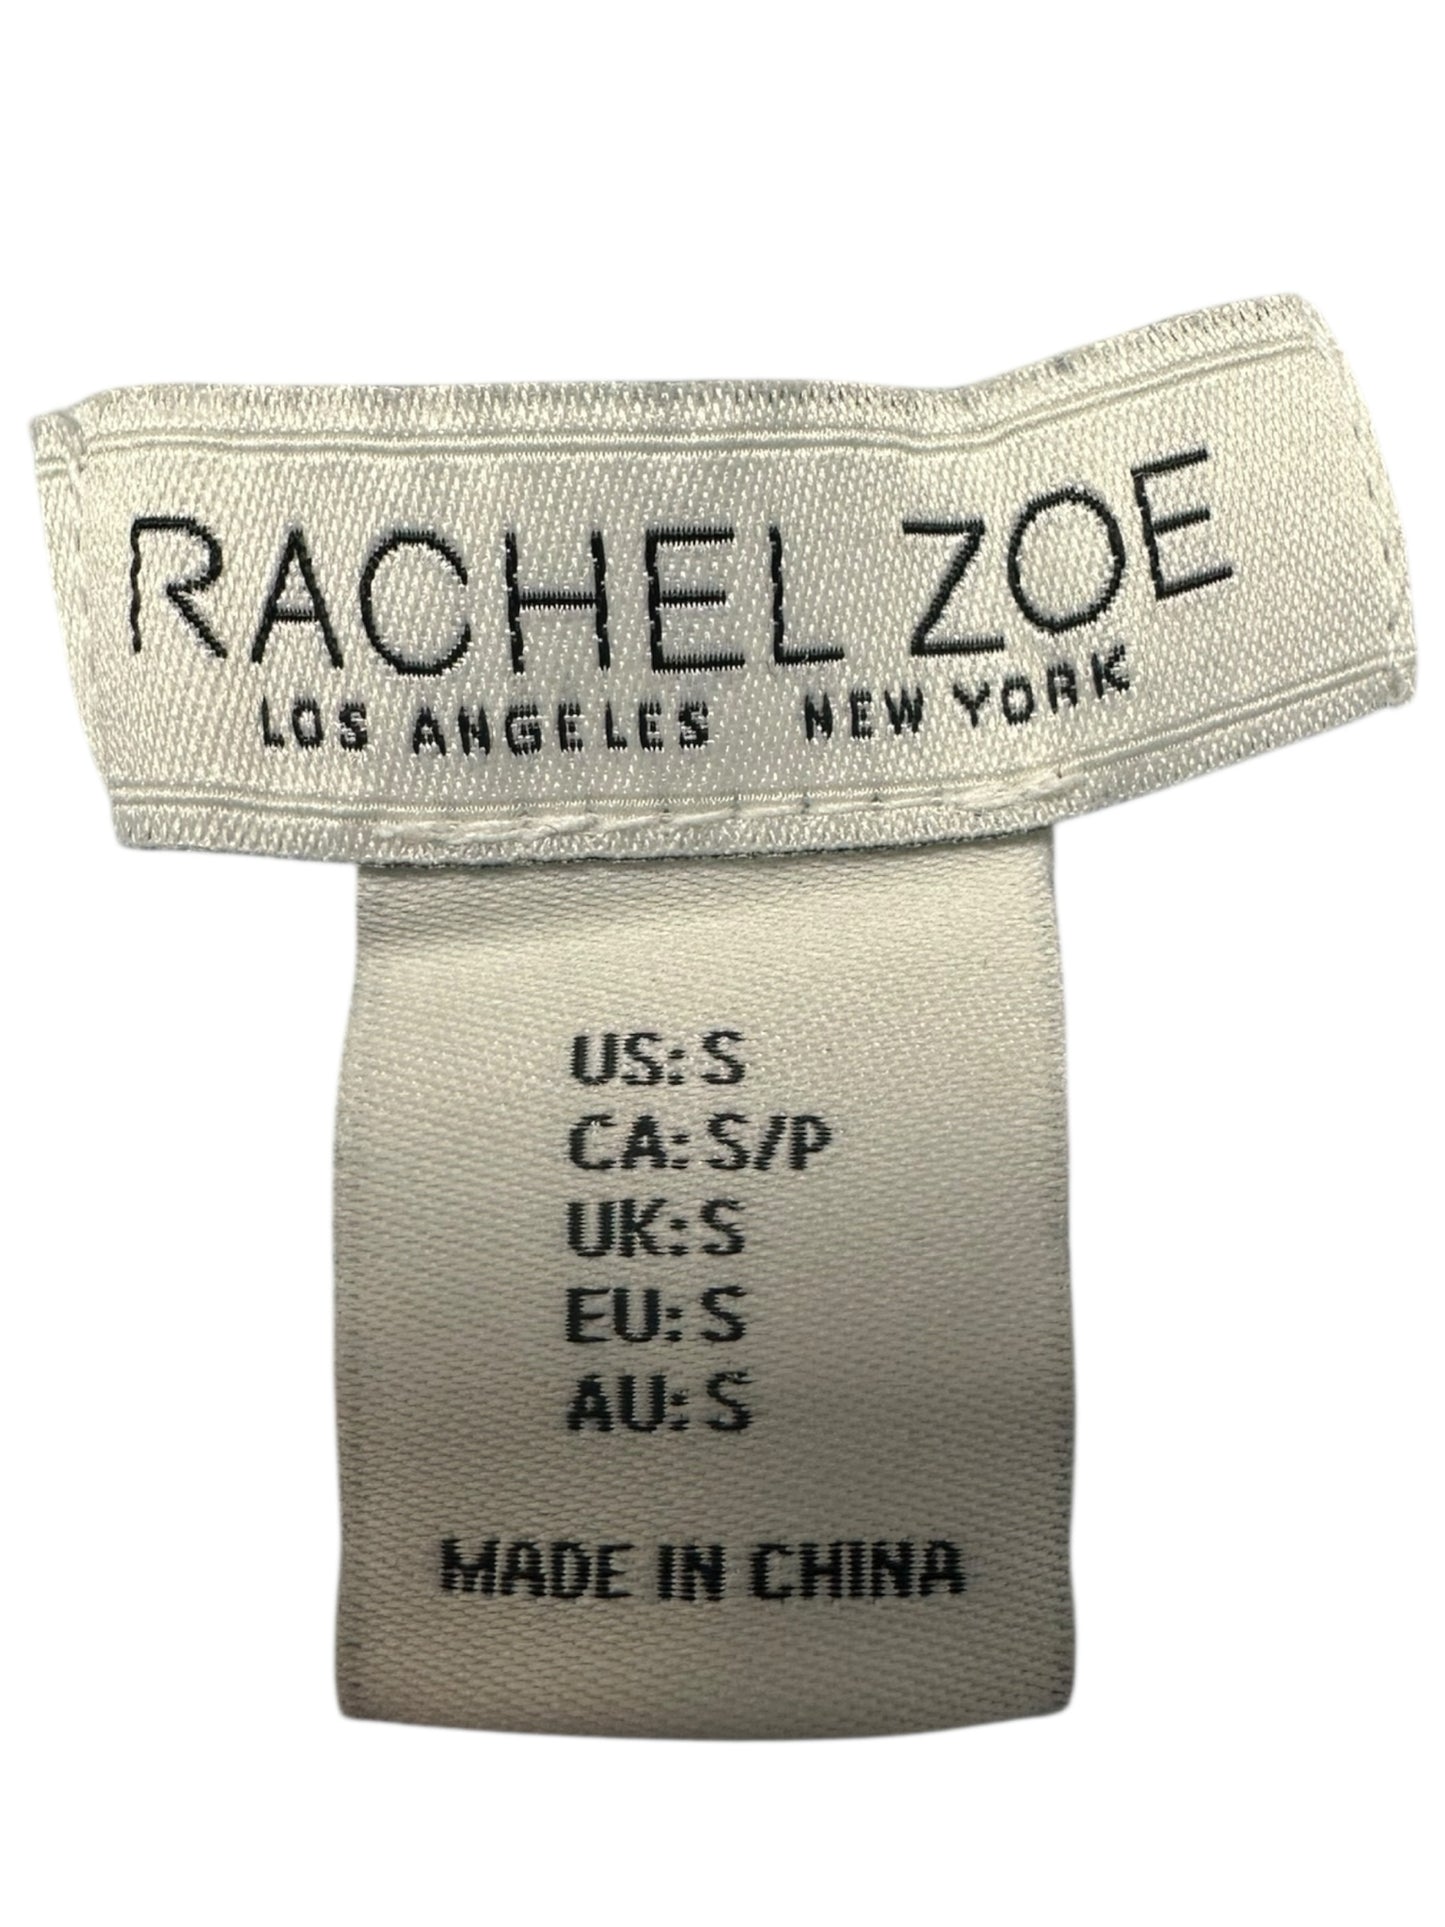 RACHEL ZOE
LOS ANGELES NEW YORK
US: S
CA: S/P
UK: S
EU: S
AU: S
MADE IN CHINA